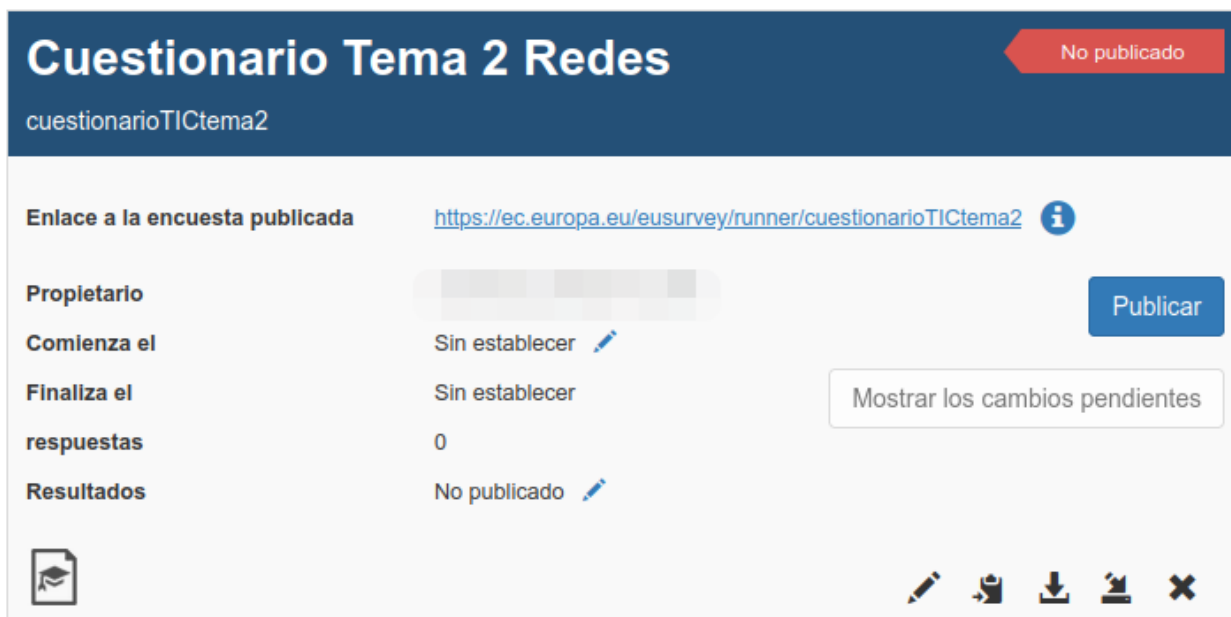 Cuestionario Tema 2 Redes
No publicado
cuestionarioTICtema2
Enlace a la encuesta publicada https://ec.europa.eu/eusurvey/runner/cuestionarioTICtema2
Propietario
Publicar
Comienza el Sin establecer
Finaliza el Sin establecer
Mostrar los cambios pendientes
respuestas 0
Resultados No publicado